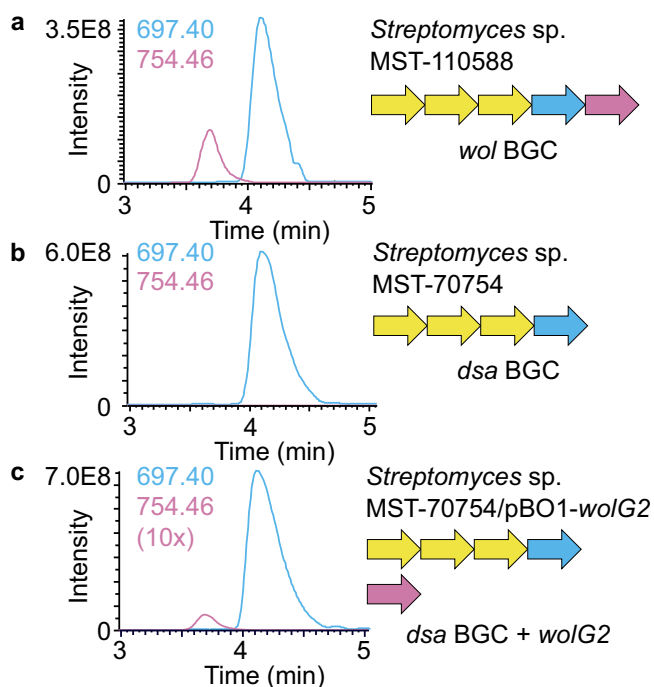 a
3.5E8
697.40
754.46
Intensity
0
3
4
5
Time (min)
Streptomyces sp.
MST-110588
wol BGC
b
6.0E8
697.40
754.46
Intensity
0
3
4
5
Time (min)
Streptomyces sp.
MST-70754
dsa BGC
c
7.0E8
697.40
754.46
(10x)
Intensity
0
3
4
5
Time (min)
Streptomyces sp.
MST-70754/pBO1-wolG2
dsa BGC + wolG2